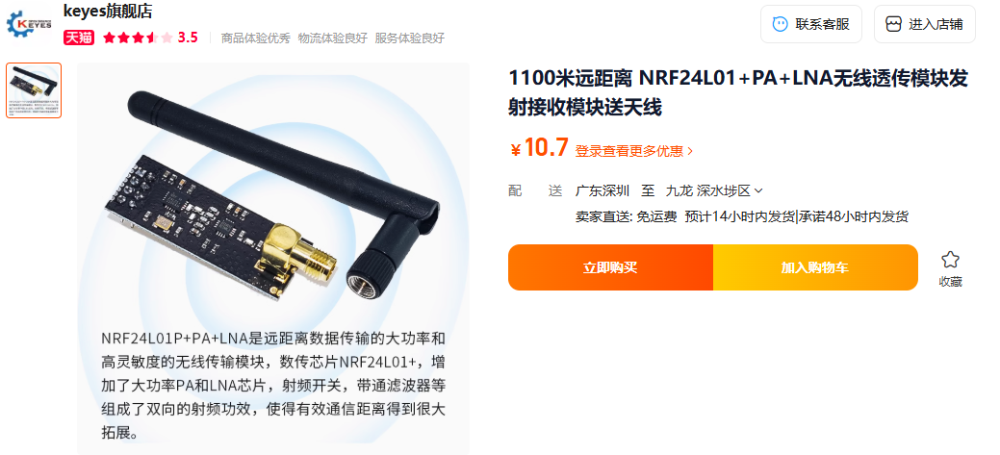 KEYES
keyes旗舰店
天猫 3.5 商品体验优秀 物流体验良好 服务体验良好
联系客服
进入店铺
1100米远距离 NRF24L01+PA+LNA无线透传模块发
射接收模块送天线
¥10.7 登录查看更多优惠
配 送 广东深圳 至 九龙 深水埗区
卖家直送: 免运费 预计14小时内发货|承诺48小时内发货
立即购买
加入购物车
收藏
NRF24L01P+PA+LNA是远距离数据传输的大功率和
高灵敏度的无线传输模块，数传芯片NRF24L01+，增
加了大功率PA和LNA芯片，射频开关，带通滤波器等
组成了双向的射频功效，使得有效通信距离得到很大
拓展。